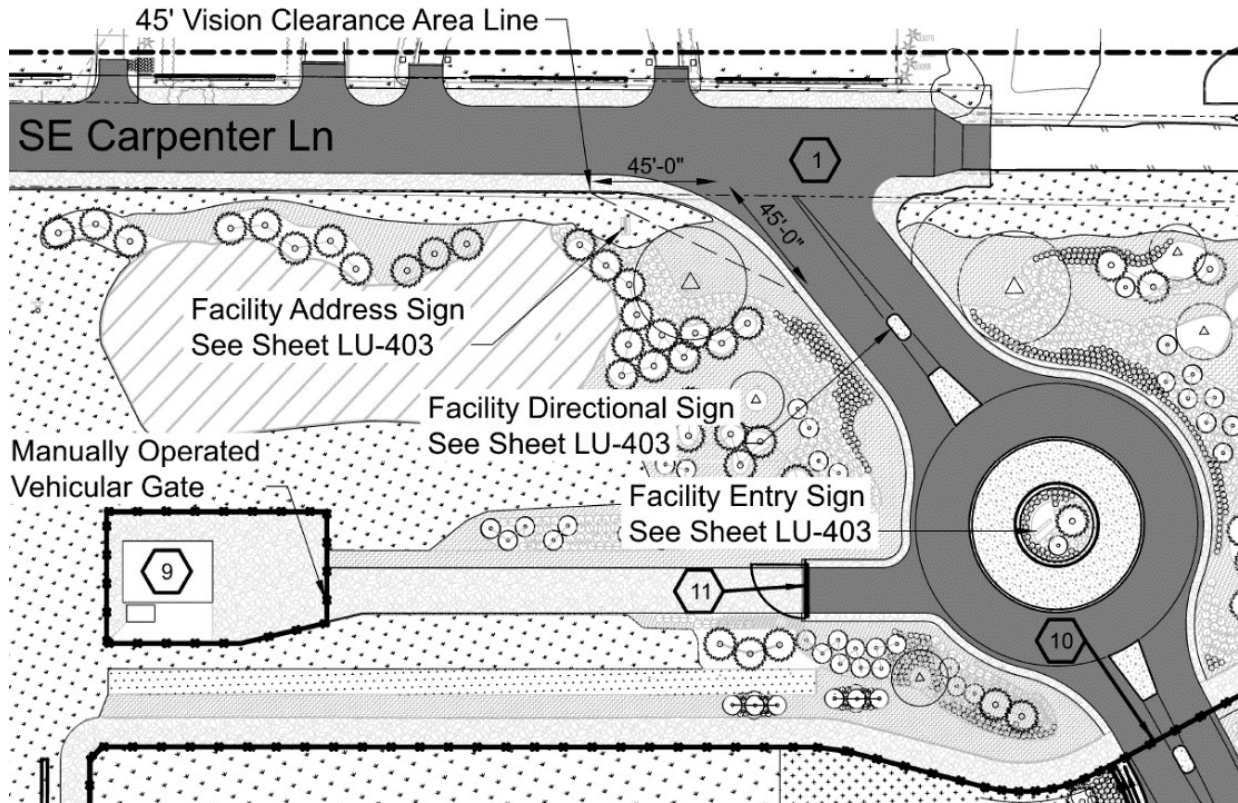 45' Vision Clearance Area Line
SE Carpenter Ln
45'-0"
1
45'-0"
Facility Address Sign
See Sheet LU-403
Facility Directional Sign
See Sheet LU-403
Manually Operated
Vehicular Gate
Facility Entry Sign
See Sheet LU-403
9
11
10